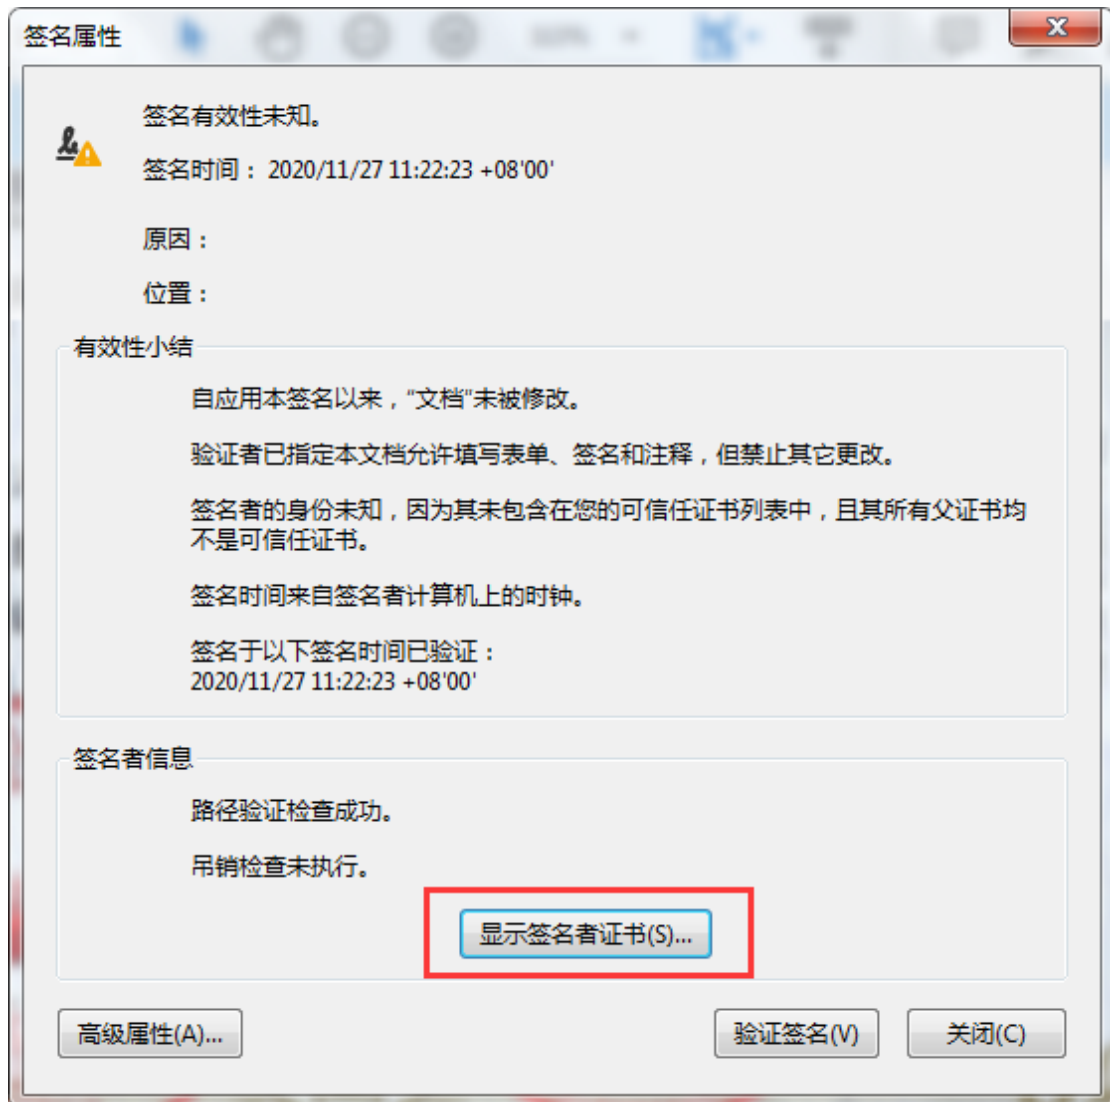 签名属性
签名有效性未知。
签名时间：2020/11/27 11:22:23 +08'00'
原因：
位置：
有效性小结
自应用本签名以来，“文档”未被修改。
验证者已指定本文档允许填写表单、签名和注释，但禁止其它更改。
签名者的身份未知，因为其未包含在您的可信任证书列表中，且其所有父证书均
不是可信任证书。
签名时间来自签名者计算机上的时钟。
签名于以下签名时间已验证：
2020/11/27 11:22:23 +08'00'
签名者信息
路径验证检查成功。
吊销检查未执行。
显示签名者证书(S)...
高级属性(A)...
验证签名(V)
关闭(C)